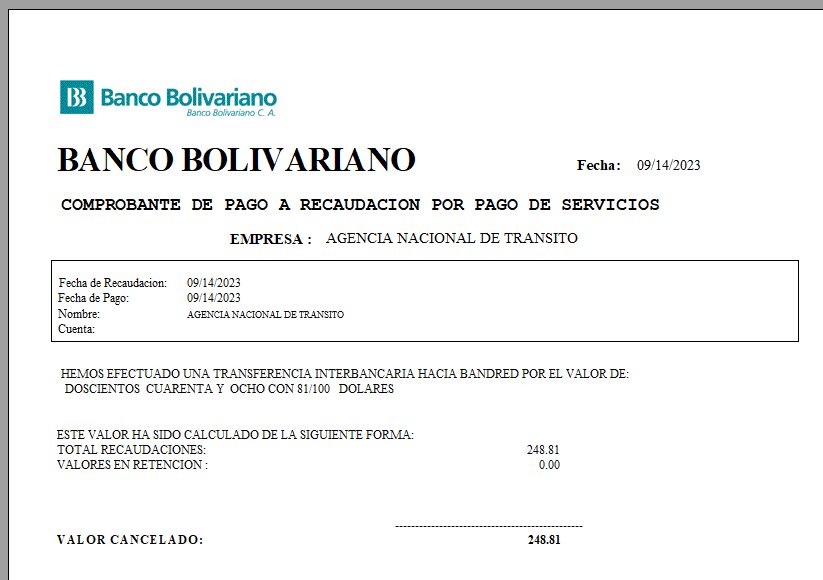 BB Banco Bolivariano
Banco Bolivariano C. A.
BANCO BOLIVARIANO
Fecha: 09/14/2023
COMPROBANTE DE PAGO A RECAUDACION POR PAGO DE SERVICIOS
EMPRESA : AGENCIA NACIONAL DE TRANSITO
Fecha de Recaudacion: 09/14/2023
Fecha de Pago: 09/14/2023
Nombre: AGENCIA NACIONAL DE TRANSITO
Cuenta:
HEMOS EFECTUADO UNA TRANSFERENCIA INTERBANCARIA HACIA BANDRED POR EL VALOR DE:
DOSCIENTOS CUARENTA Y OCHO CON 81/100 DOLARES
ESTE VALOR HA SIDO CALCULADO DE LA SIGUIENTE FORMA:
TOTAL RECAUDACIONES: 248.81
VALORES EN RETENCION : 0.00
VALOR CANCELADO: 248.81